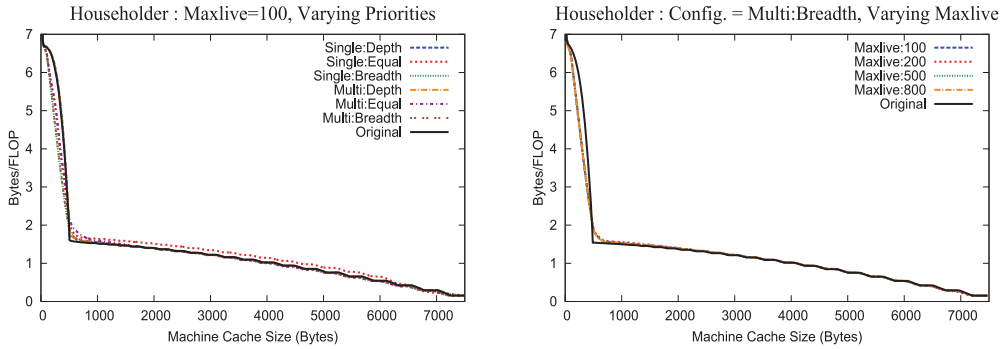 Householder : Maxlive=100, Varying Priorities
7
6
5
4
3
2
1
0
Bytes/FLOP
Single:Depth
Single:Equal
Single:Breadth
Multi:Depth
Multi:Equal
Multi:Breadth
Original
0 1000 2000 3000 4000 5000 6000 7000
Machine Cache Size (Bytes)
Householder : Config. = Multi:Breadth, Varying Maxlive
7
6
5
4
3
2
1
0
Bytes/FLOP
Maxlive:100
Maxlive:200
Maxlive:500
Maxlive:800
Original
0 1000 2000 3000 4000 5000 6000 7000
Machine Cache Size (Bytes)